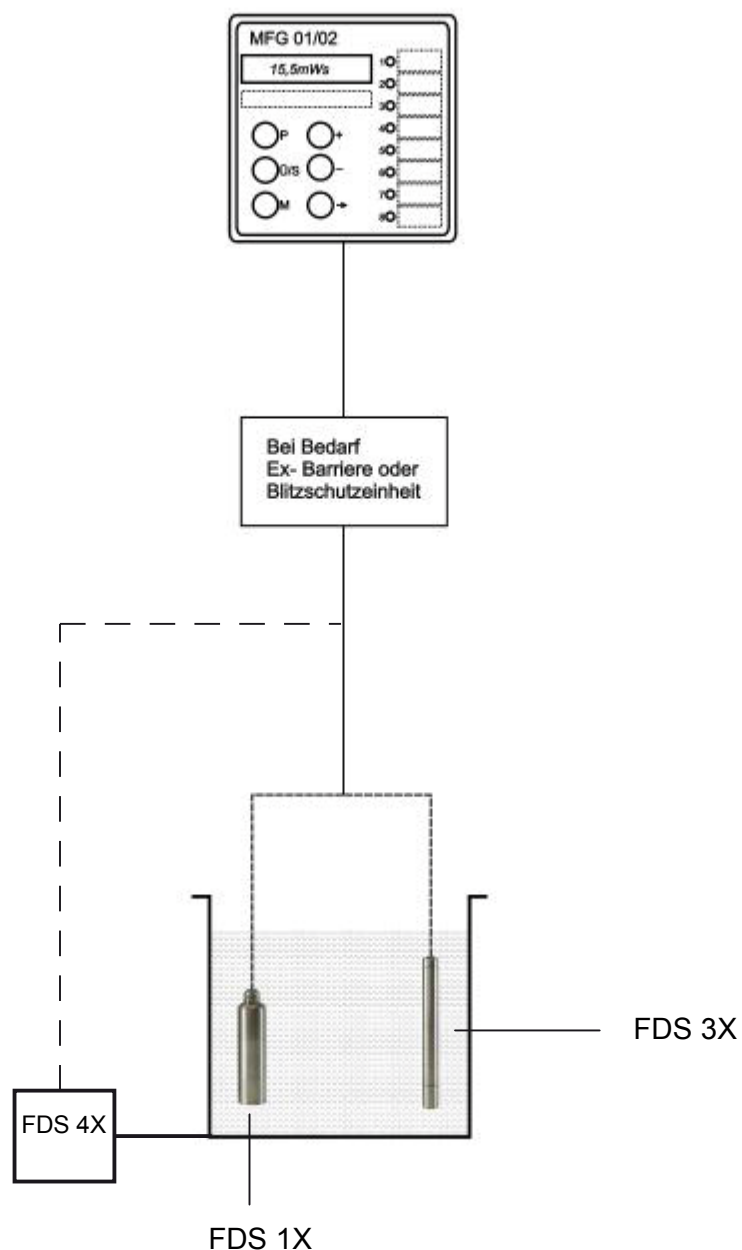 MFG 01/02
15,5mWs
1
2
3
4
5
6
7
8
P +
0/S -
M →
Bei Bedarf
Ex- Barriere oder
Blitzschutzeinheit
FDS 3X
FDS 4X
FDS 1X